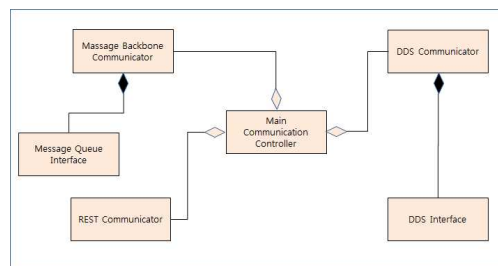 Massage Backbone
Communicator
DDS Communicator
Main
Communication
Controller
Message Queue
Interface
REST Communicator
DDS Interface